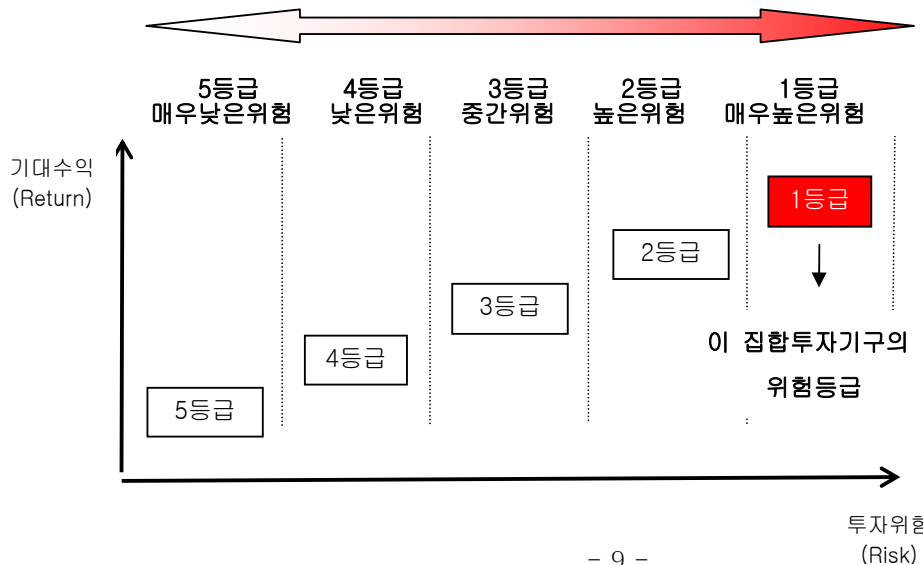 5등급 4등급 3등급 2등급 1등급
매우낮은위험 낮은위험 중간위험 높은위험 매우높은위험
기대수익
(Return)
1등급
2등급
3등급
이 집합투자기구의
4등급
위험등급
5등급
투자위험
(Risk)
- 9 -